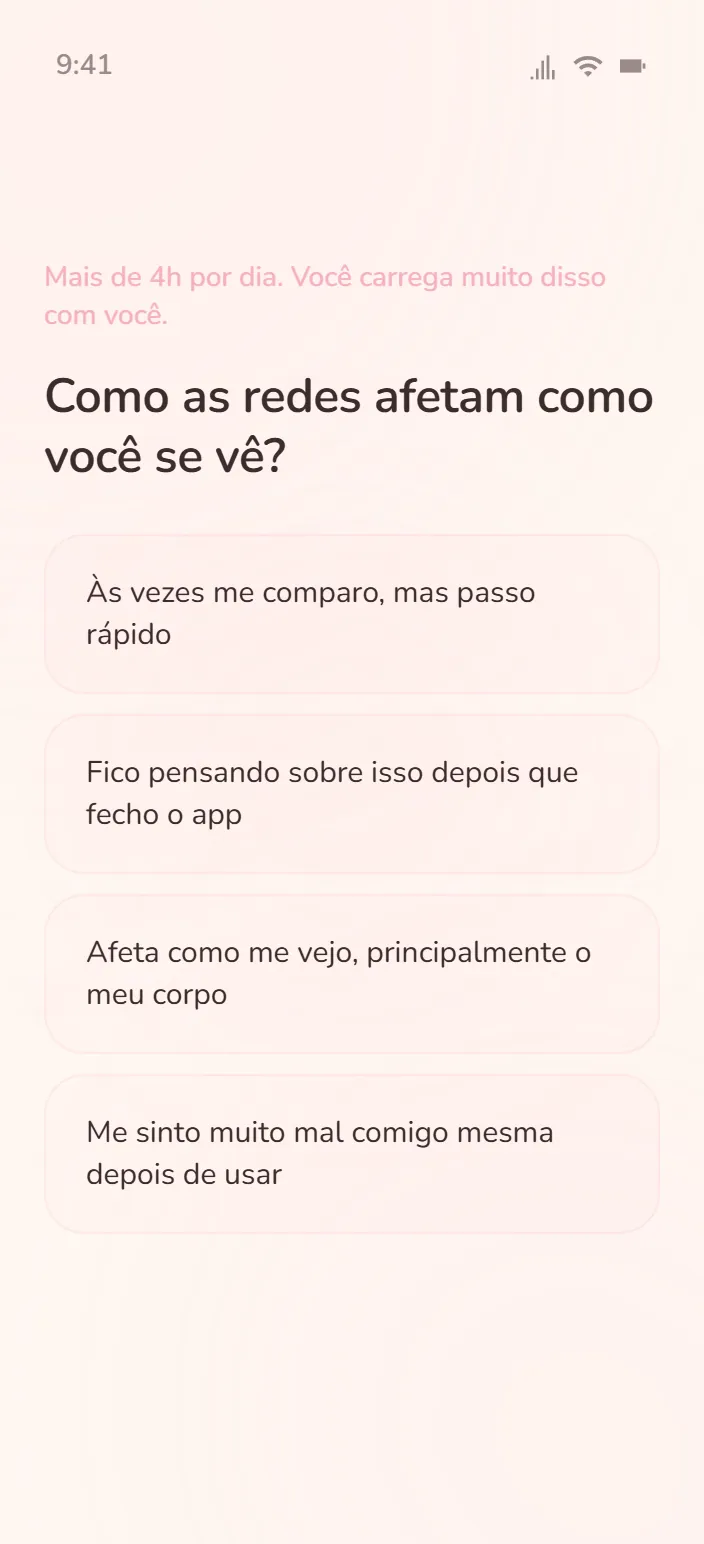 9:41
Mais de 4h por dia. Você carrega muito disso
com você.
Como as redes afetam como
você se vê?
Às vezes me comparo, mas passo
rápido
Fico pensando sobre isso depois que
fecho o app
Afeta como me vejo, principalmente o
meu corpo
Me sinto muito mal comigo mesma
depois de usar